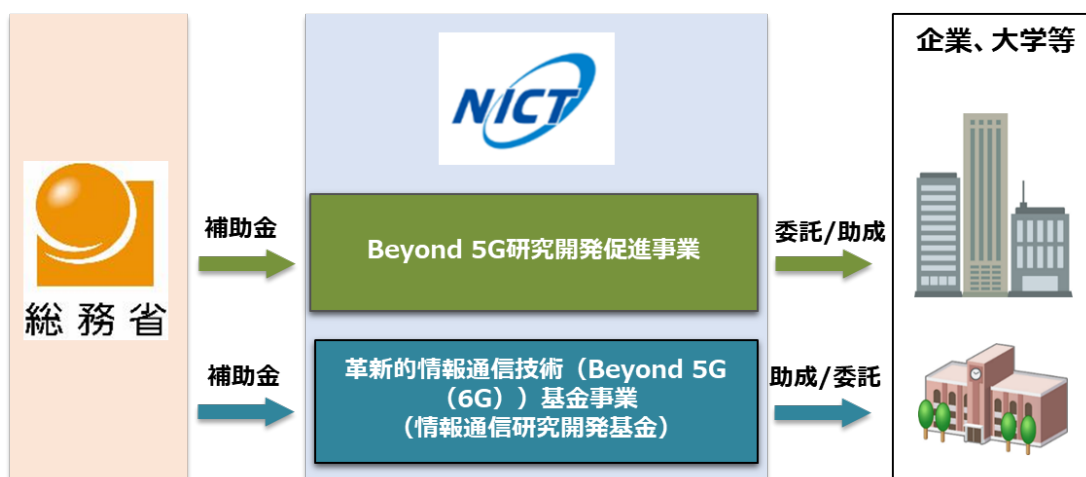 企業、大学等
NICT
補助金
Beyond 5G研究開発促進事業
委託/助成
総務省
補助金
革新的情報通信技術（Beyond 5G
（6G））基金事業
（情報通信研究開発基金）
助成/委託